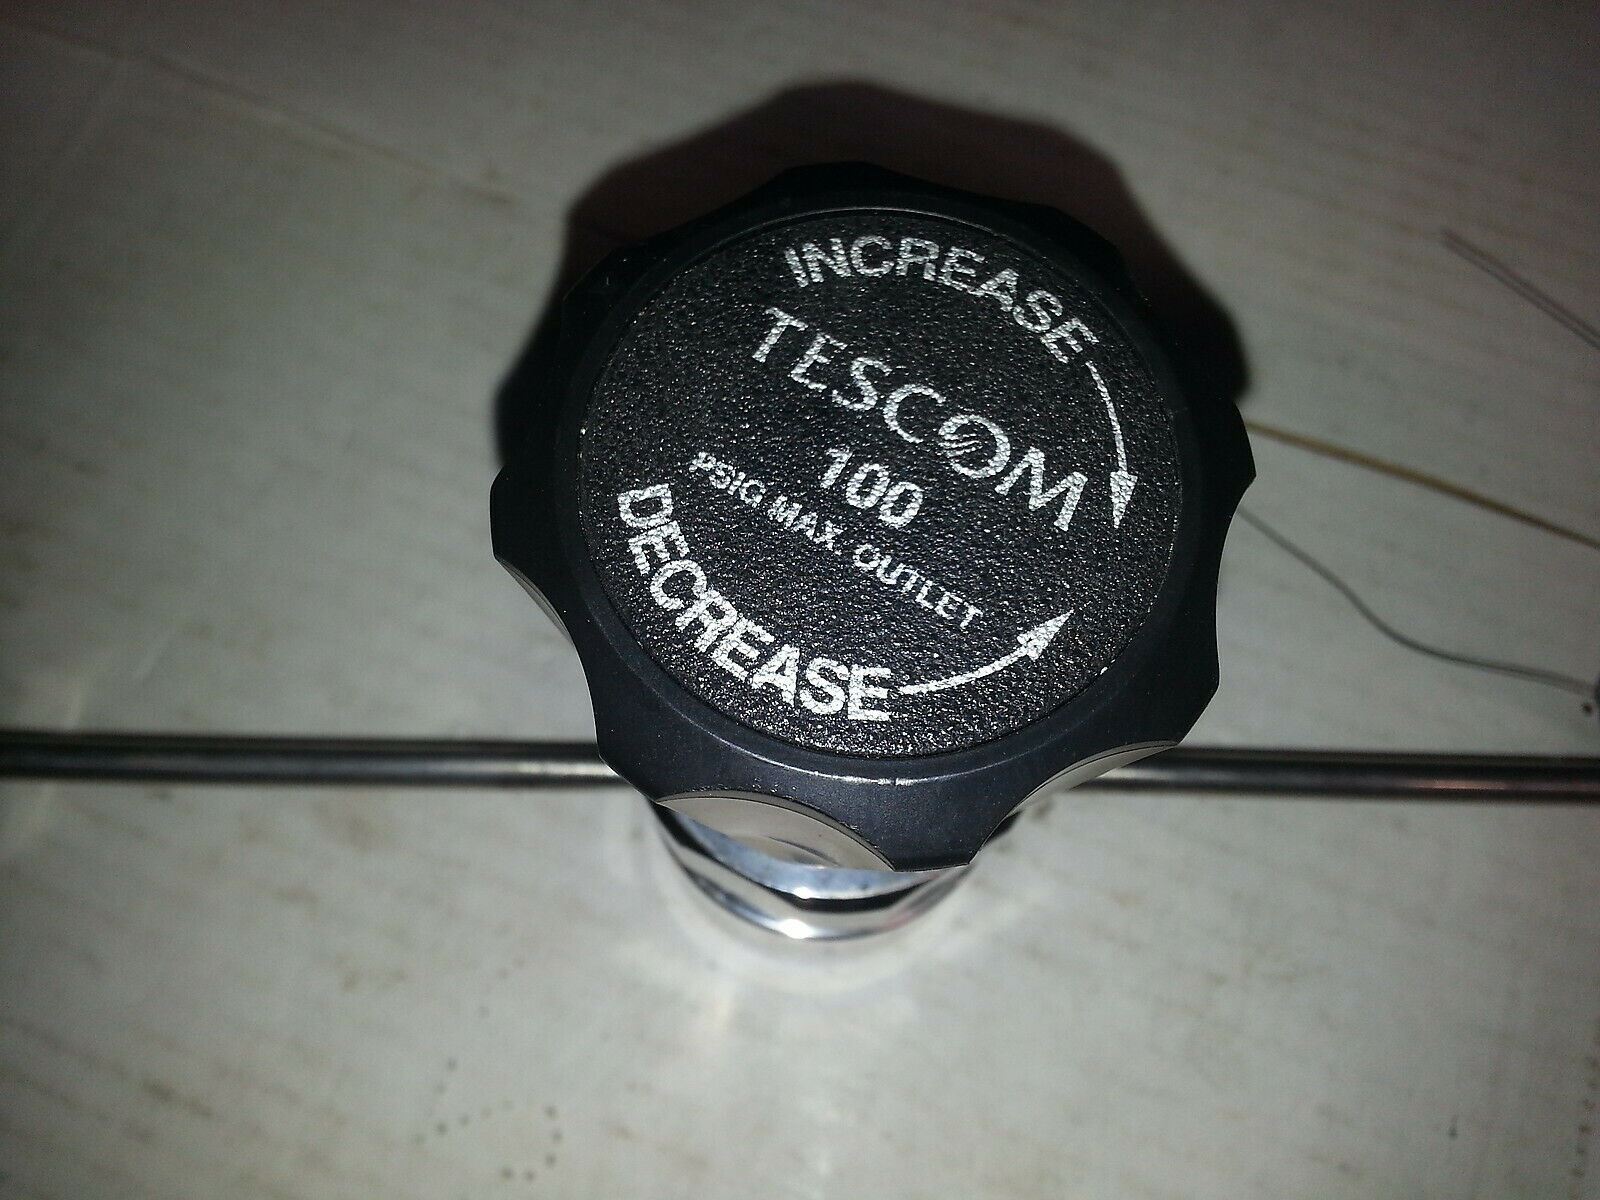 INCREASE
TESCOM
100
PSIG MAX. OUTLET
DECREASE